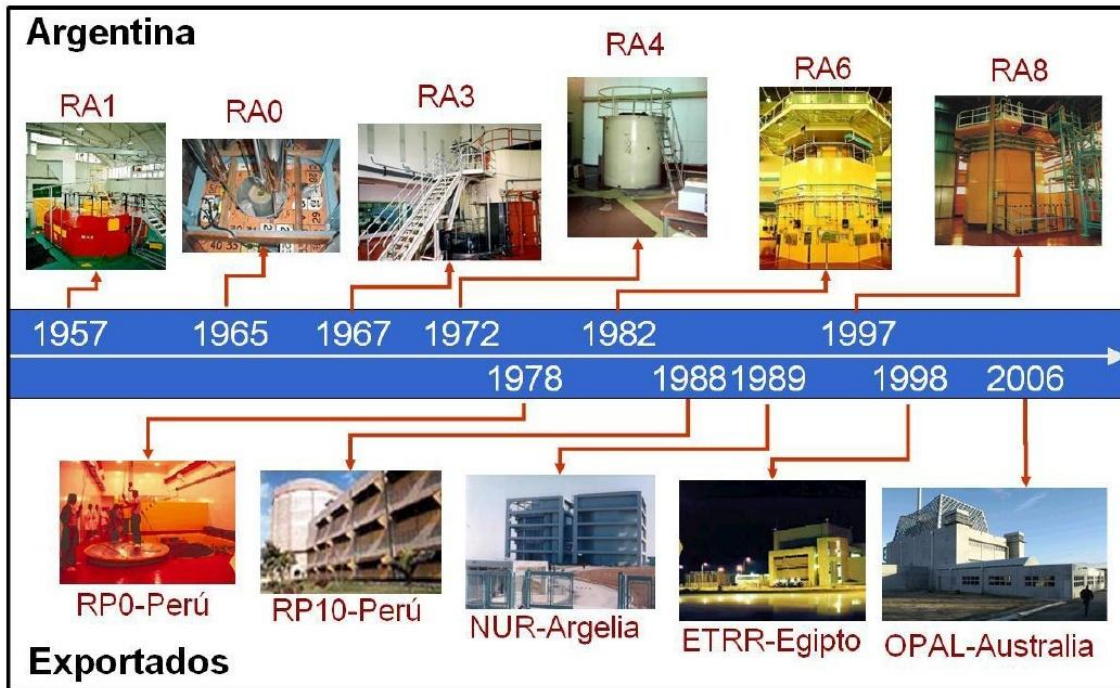 Argentina
RA1
RA0
RA3
RA4
RA6
RA8
1957
1965
1967
1972
1982
1997
1978
1988
1989
1998
2006
RP0-Perú
RP10-Perú
NUR-Argelia
ETRR-Egipto
OPAL-Australia
Exportados